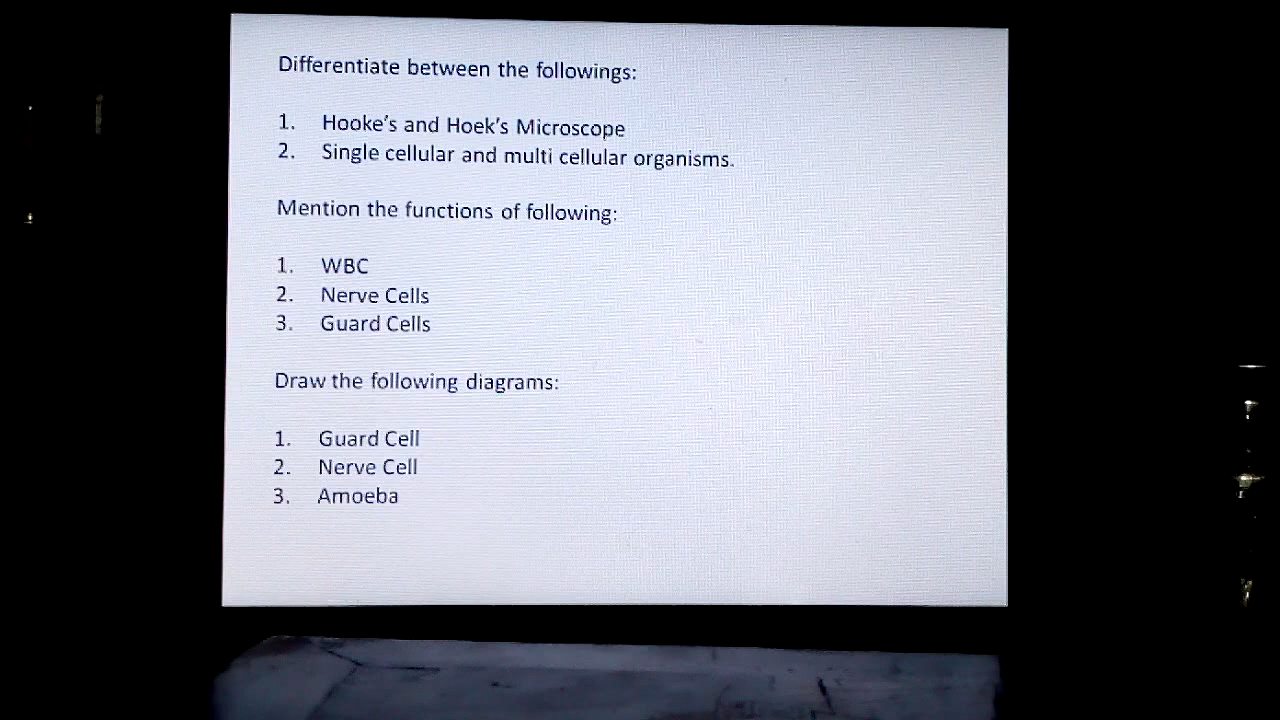 Differentiate between the followings:
1. Hooke's and Hoek's Microscope
2. Single cellular and multi cellular organisms.
Mention the functions of following:
1. WBC
2. Nerve Cells
3. Guard Cells
Draw the following diagrams:
1. Guard Cell
2. Nerve Cell
3. Amoeba